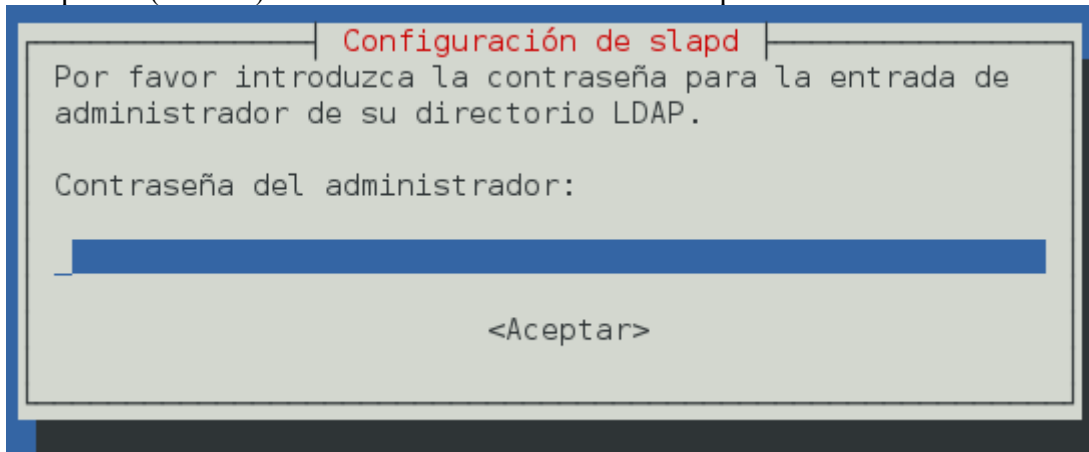 Configuración de slapd
Por favor introduzca la contraseña para la entrada de
administrador de su directorio LDAP.
Contraseña del administrador:
<Aceptar>